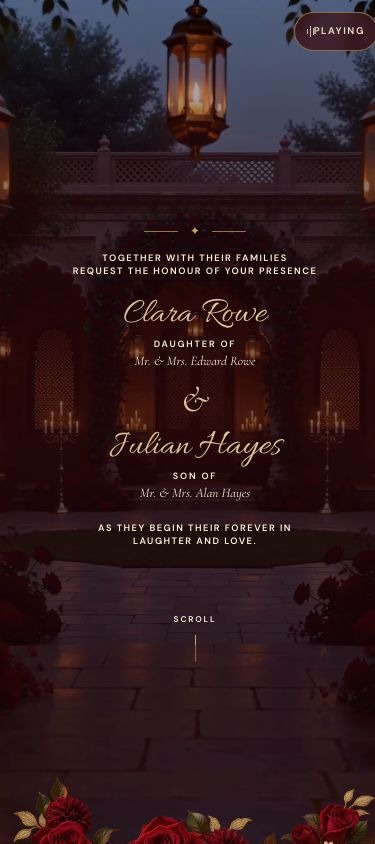 PLAYING
TOGETHER WITH THEIR FAMILIES
REQUEST THE HONOUR OF YOUR PRESENCE
Clara Rowe
DAUGHTER OF
Mr. & Mrs. Edward Rowe
&
Julian Hayes
SON OF
Mr. & Mrs. Alan Hayes
AS THEY BEGIN THEIR FOREVER IN
LAUGHTER AND LOVE.
SCROLL